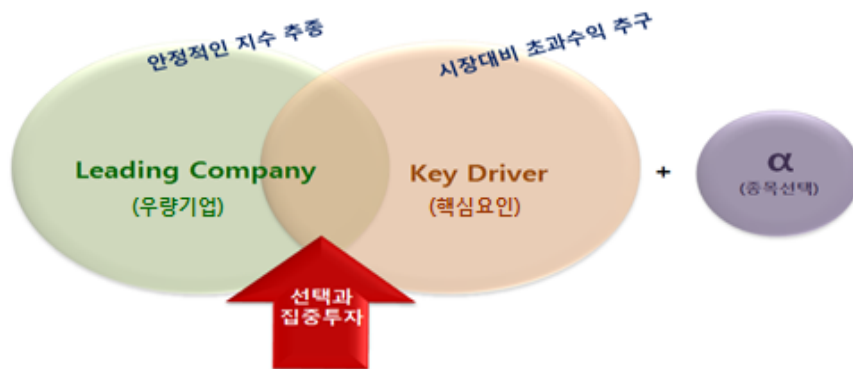 안정적인 지수 추종
시장대비 초과수익 추구
Leading Company
(우량기업)
Key Driver
(핵심요인)
+
α
(종목선택)
선택과
집중투자